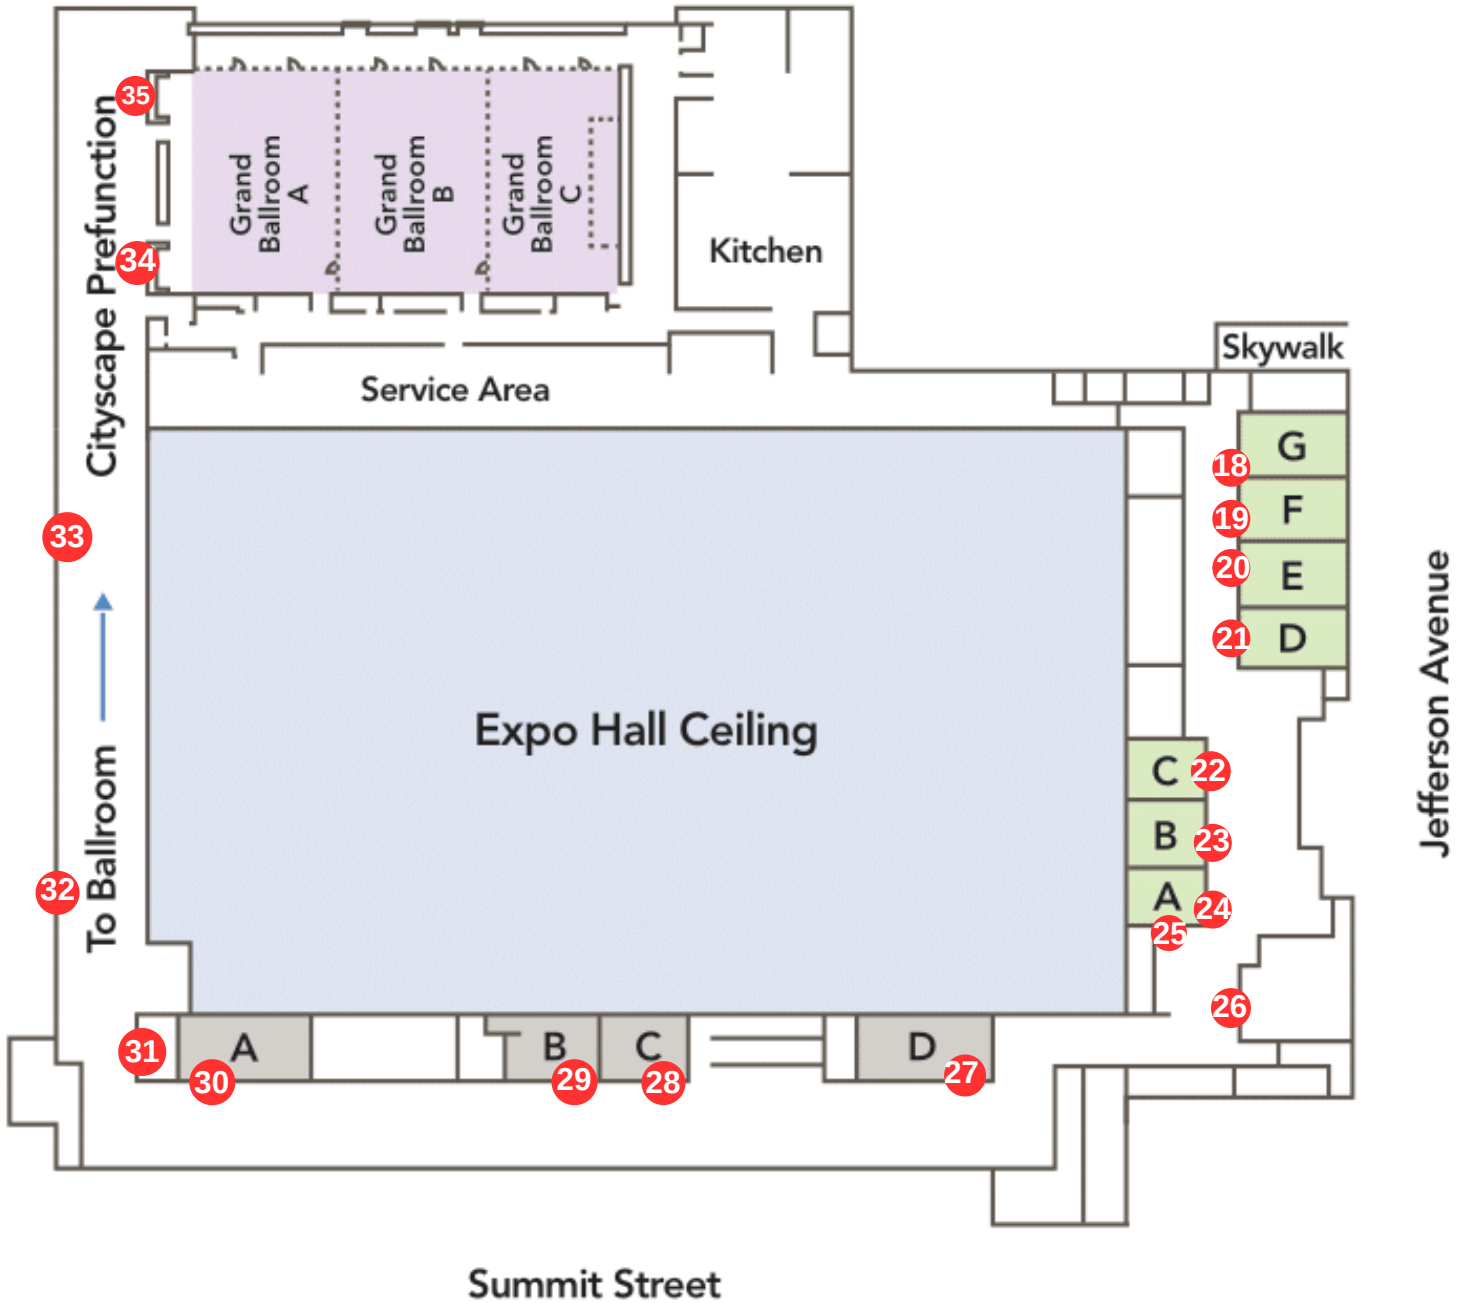 35
Cityscape Prefunction
34
Grand
Ballroom
A
Grand
Ballroom
B
Grand
Ballroom
C
Kitchen
Service Area
Skywalk
G
18
F
19
E
20
D
21
33
To Ballroom
32
Expo Hall Ceiling
Jefferson Avenue
C
22
B
23
A
24
25
26
31
A
30
B
29
C
28
D
27
Summit Street